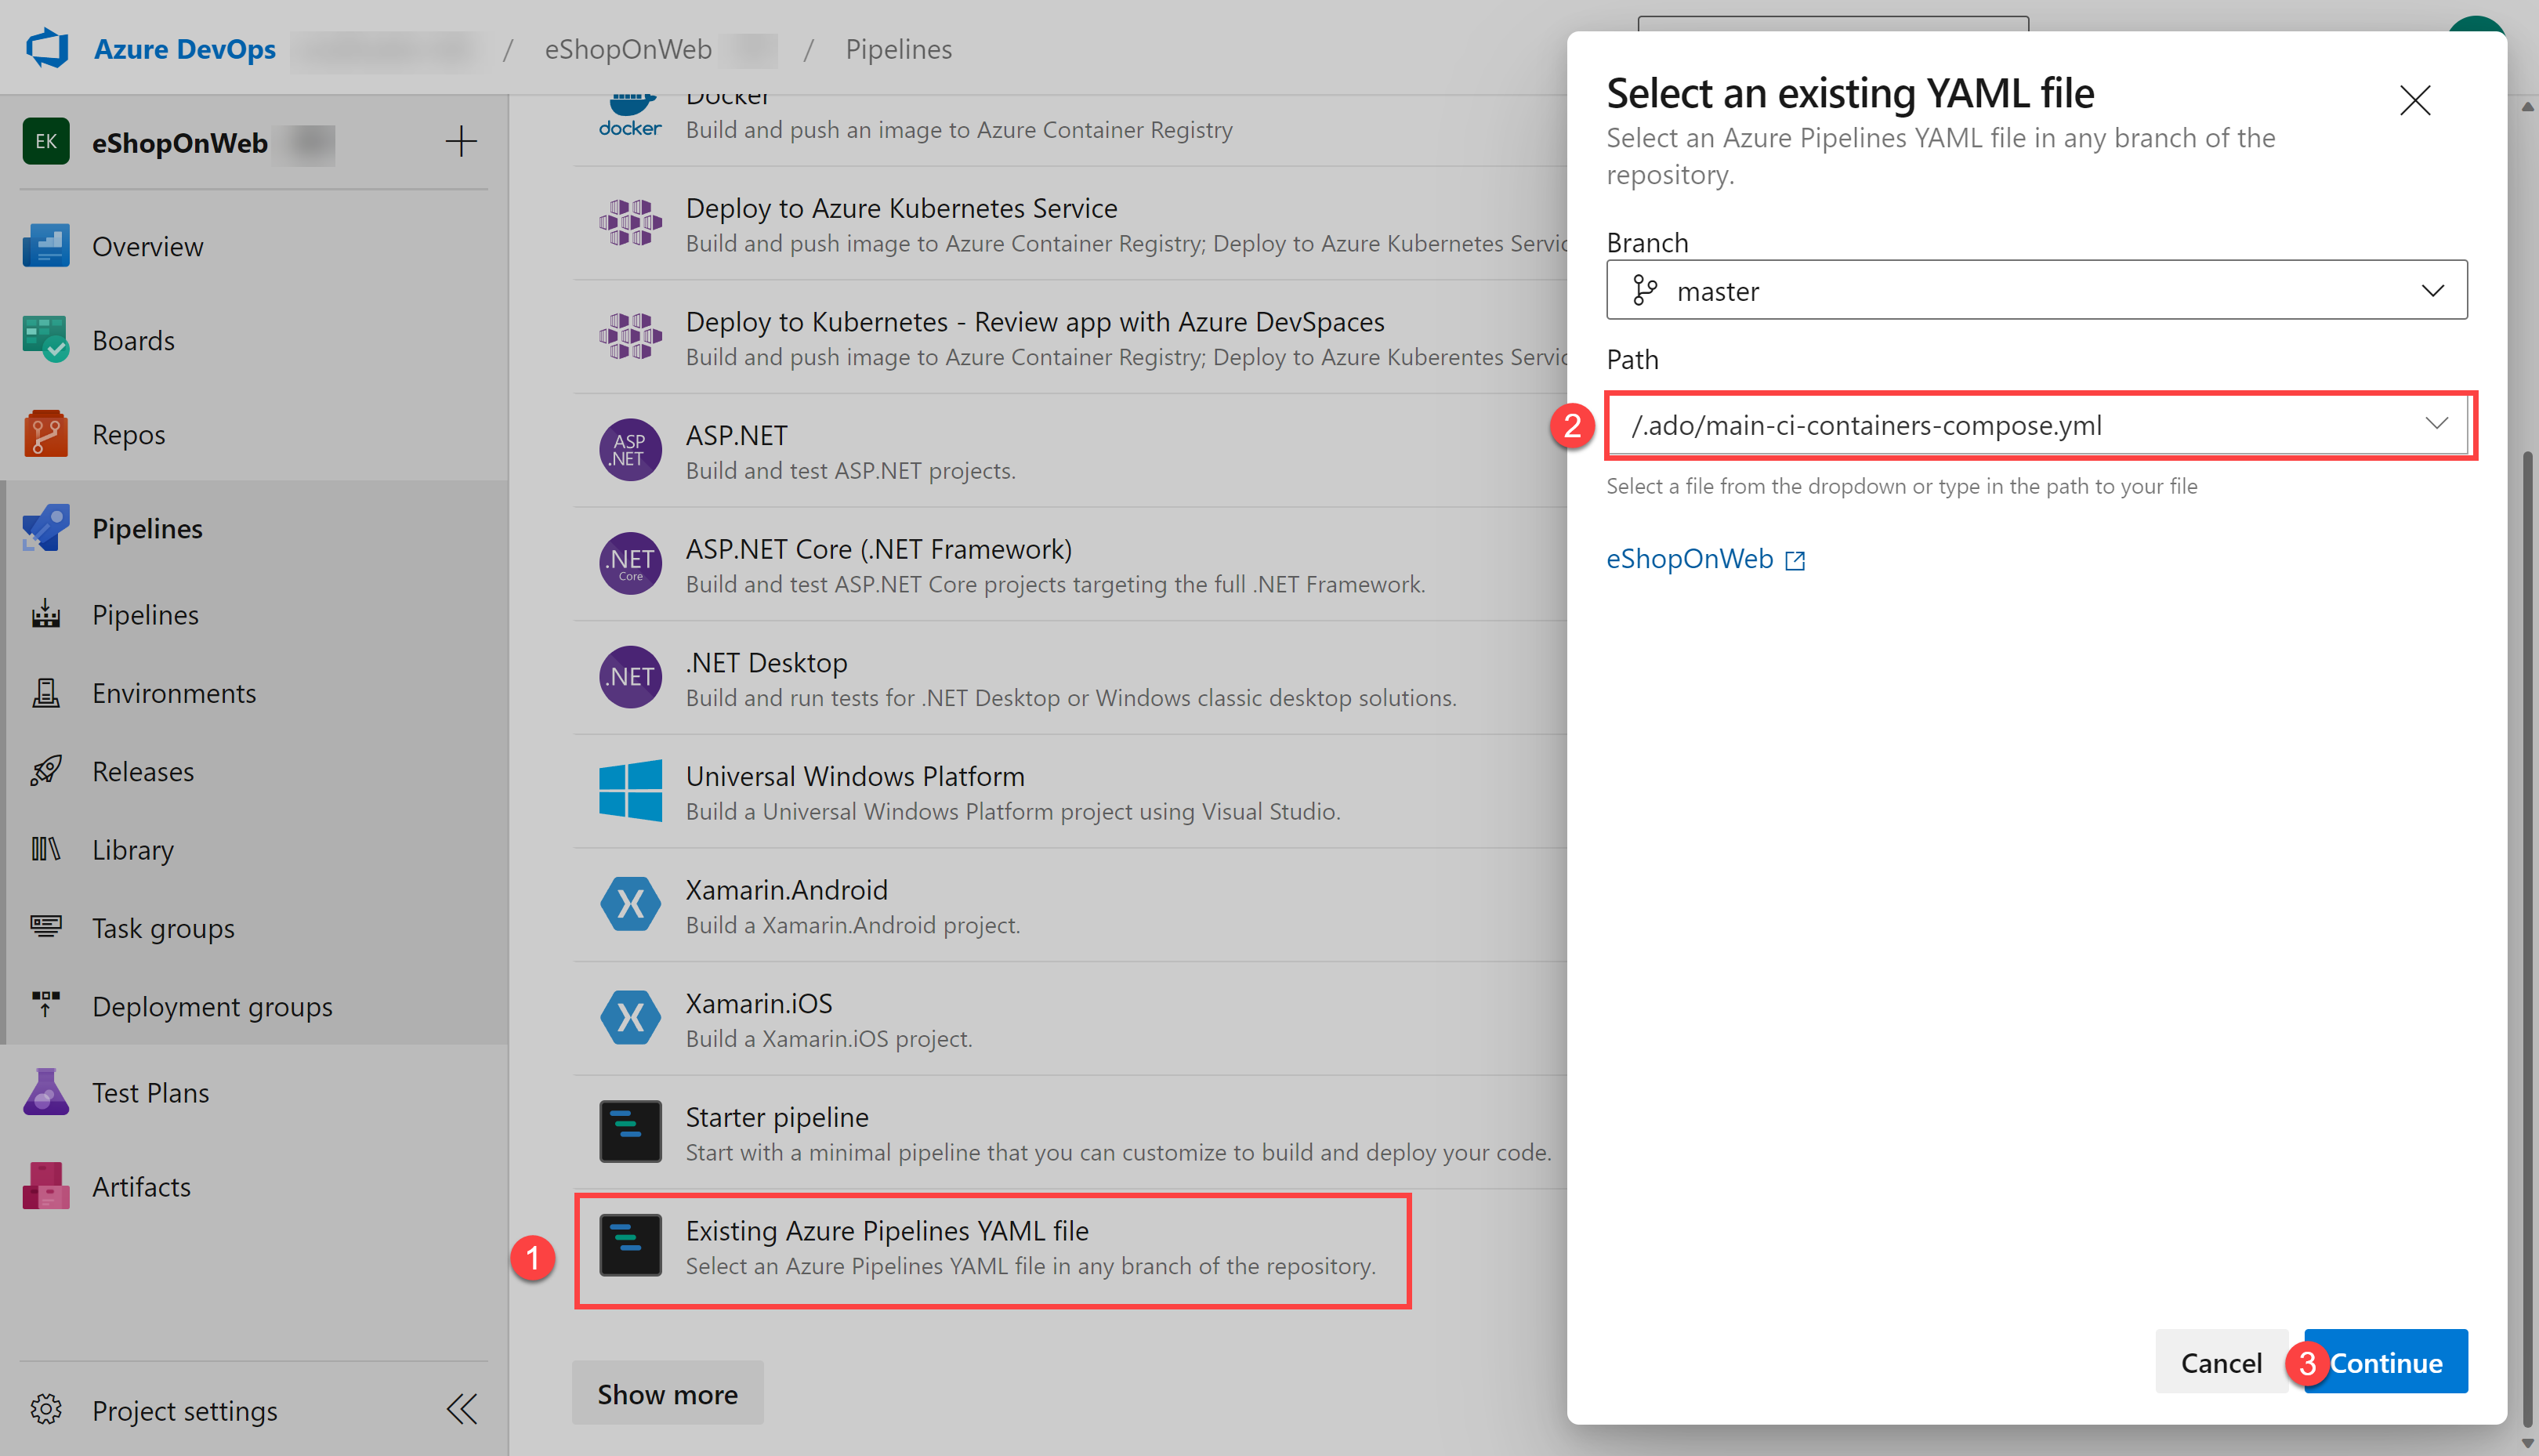 Azure DevOps / eShopOnWeb / Pipelines
EK eShopOnWeb
Overview
Boards
Repos
Pipelines
Pipelines
Environments
Releases
Library
Task groups
Deployment groups
Test Plans
Artifacts
Project settings
Docker
docker
Build and push an image to Azure Container Registry
Deploy to Azure Kubernetes Service
Build and push image to Azure Container Registry; Deploy to Azure Kubernetes Servic
Deploy to Kubernetes - Review app with Azure DevSpaces
Build and push image to Azure Container Registry; Deploy to Azure Kuberentes Servic
ASP
.NET
ASP.NET
Build and test ASP.NET projects.
.NET
Core
ASP.NET Core (.NET Framework)
Build and test ASP.NET Core projects targeting the full .NET Framework.
.NET
.NET Desktop
Build and run tests for .NET Desktop or Windows classic desktop solutions.
Universal Windows Platform
Build a Universal Windows Platform project using Visual Studio.
Xamarin.Android
Build a Xamarin.Android project.
Xamarin.iOS
Build a Xamarin.iOS project.
Starter pipeline
Start with a minimal pipeline that you can customize to build and deploy your code.
1
Existing Azure Pipelines YAML file
Select an Azure Pipelines YAML file in any branch of the repository.
Show more
Select an existing YAML file
Select an Azure Pipelines YAML file in any branch of the
repository.
Branch
master
Path
2
/.ado/main-ci-containers-compose.yml
Select a file from the dropdown or type in the path to your file
eShopOnWeb
Cancel
3 Continue